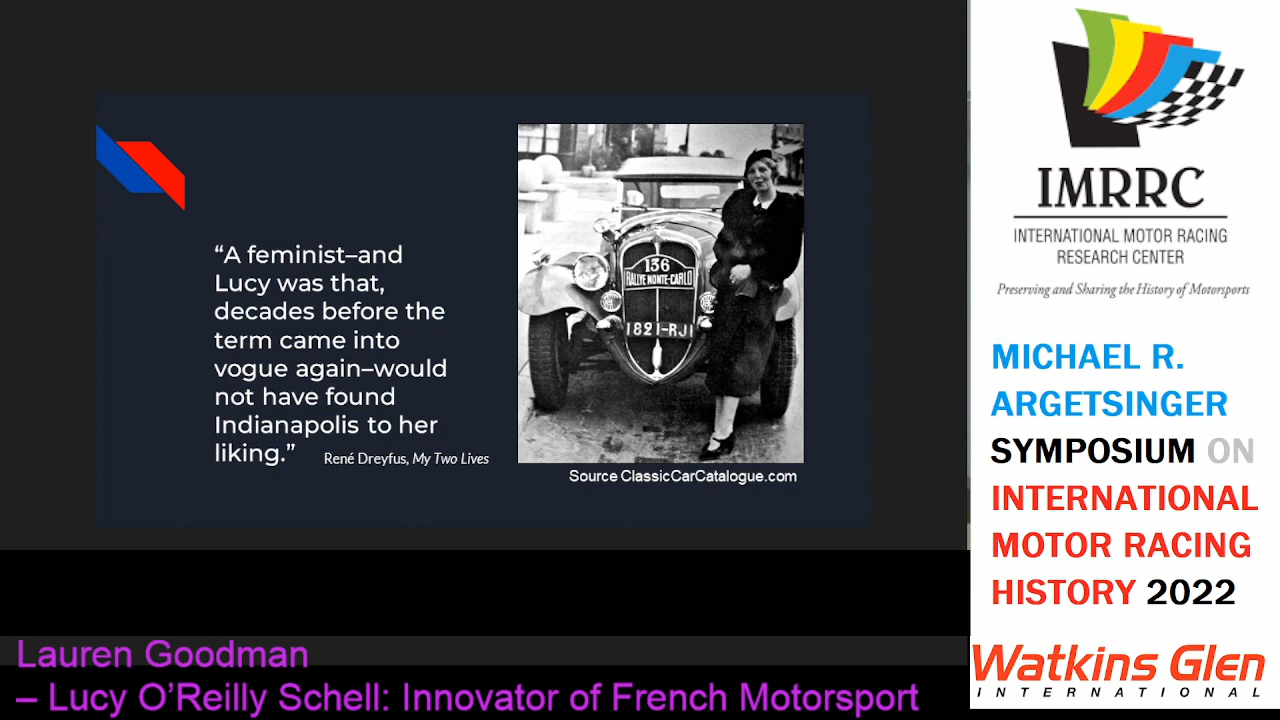 “A feminist–and
Lucy was that,
decades before the
term came into
vogue again–would
not have found
Indianapolis to her
liking.”
René Dreyfus, My Two Lives
136
RALLYE MONTE-CARLO
1821-RJ1
Source ClassicCarCatalogue.com
IMRRC
INTERNATIONAL MOTOR RACING
RESEARCH CENTER
Preserving and Sharing the History of Motorsports
MICHAEL R.
ARGETSINGER
SYMPOSIUM ON
INTERNATIONAL
MOTOR RACING
HISTORY 2022
Watkins Glen
INTERNATIONAL
Lauren Goodman
– Lucy O’Reilly Schell: Innovator of French Motorsport